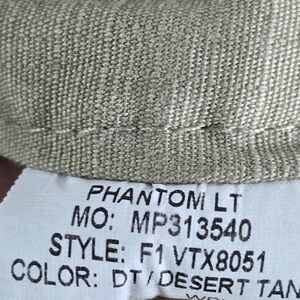 PHANTOM LT
MO: MP313540
STYLE: F1 VTX8051
COLOR: DT / DESERT TAN